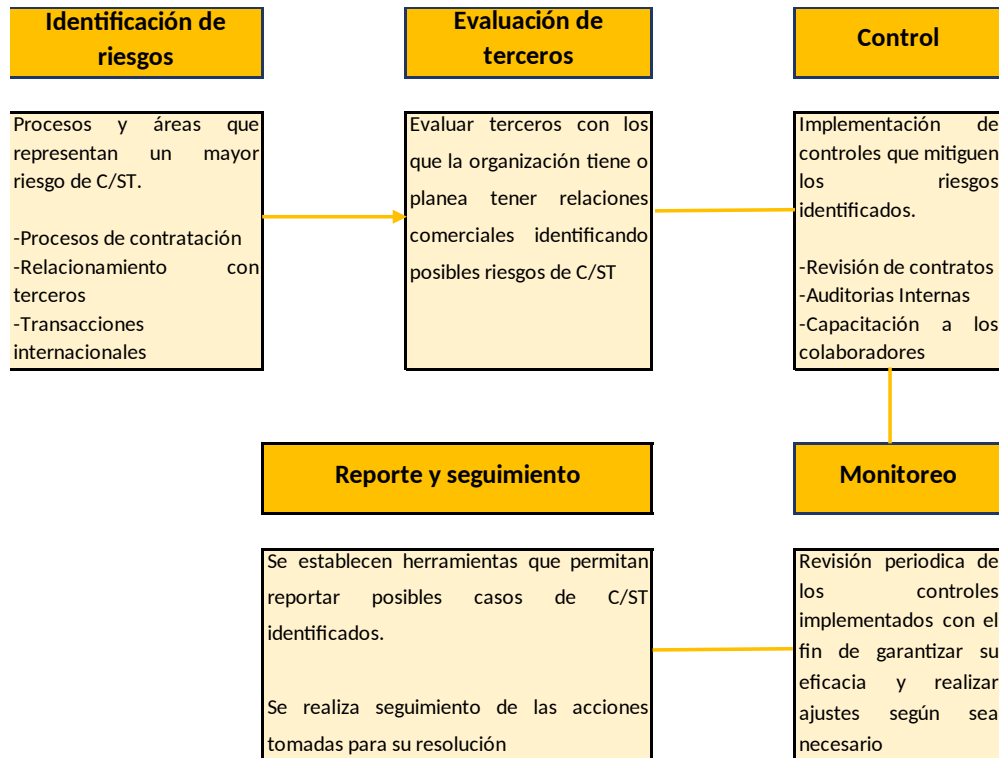 Identificación de
riesgos
Evaluación de
terceros
Control
Procesos y áreas que
representan un mayor
riesgo de C/ST.
-Procesos de contratación
-Relacionamiento con
terceros
-Transacciones
internacionales
Evaluar terceros con los
que la organización tiene o
planea tener relaciones
comerciales identificando
posibles riesgos de C/ST
Implementación de
controles que mitiguen
los riesgos
identificados.
-Revisión de contratos
-Auditorias Internas
-Capacitación a los
colaboradores
Reporte y seguimiento
Monitoreo
Se establecen herramientas que permitan
reportar posibles casos de C/ST
identificados.
Se realiza seguimiento de las acciones
tomadas para su resolución
Revisión periodica de
los controles
implementados con el
fin de garantizar su
eficacia y realizar
ajustes según sea
necesario